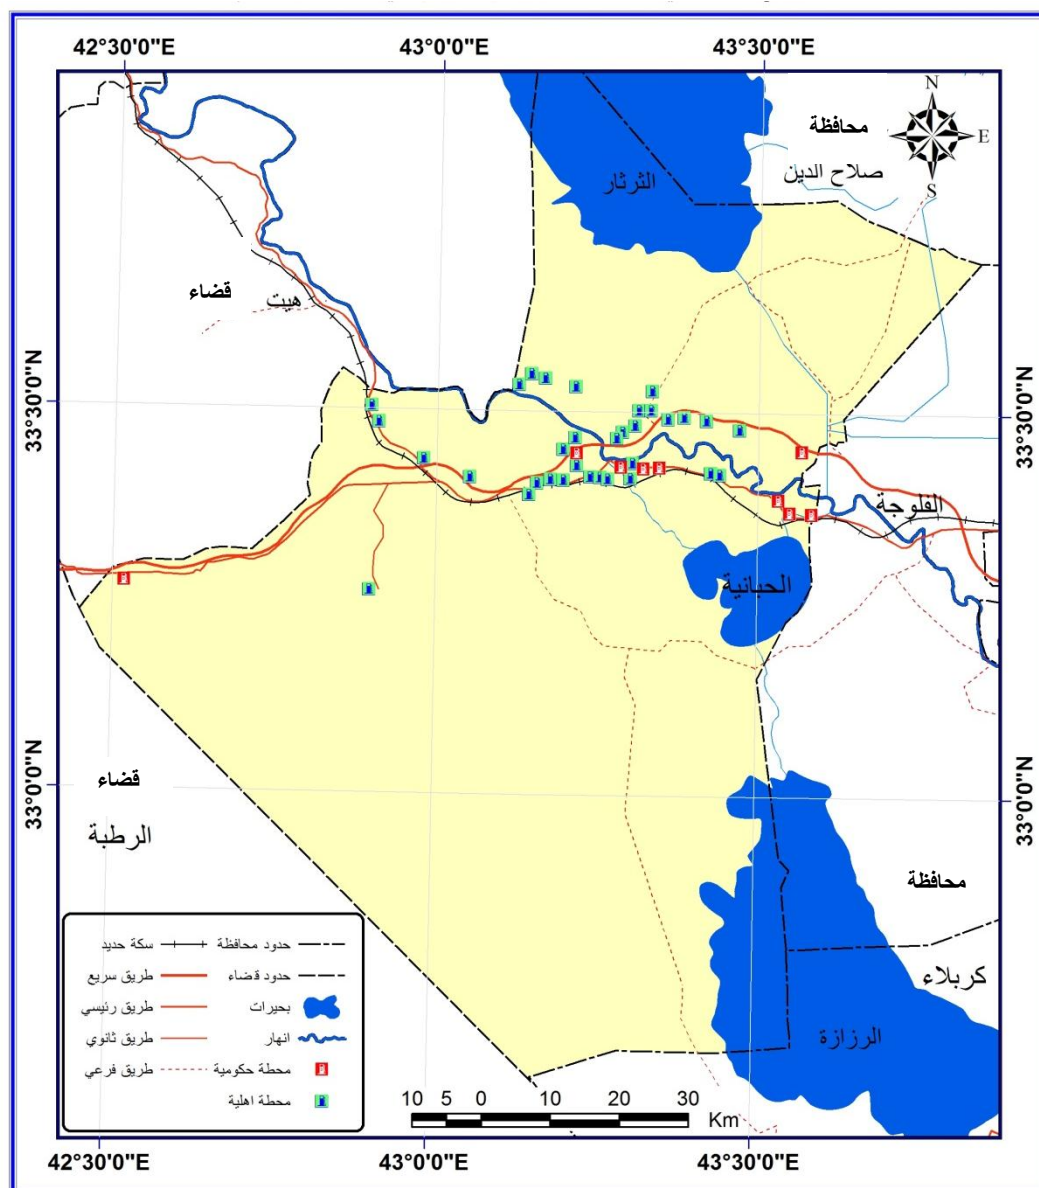 42°30'0"E 43°0'0"E 43°30'0"E
N
E
S
محافظة
صلاح الدين
الثرثار
قضاء
هيت
33°30'0"N
33°30'0"N
الفلوجة
الحبانية
33°0'0"N
33°0'0"N
قضاء
الرطبة
محافظة
كربلاء
الرزازة
حدود محافظة
سكة حديد
حدود قضاء
طريق سريع
بحيرات
طريق رئيسي
انهار
طريق ثانوي
محطة حكومية
طريق فرعي
محطة اهلية
10 5 0 10 20 30
Km
42°30'0"E 43°0'0"E 43°30'0"E